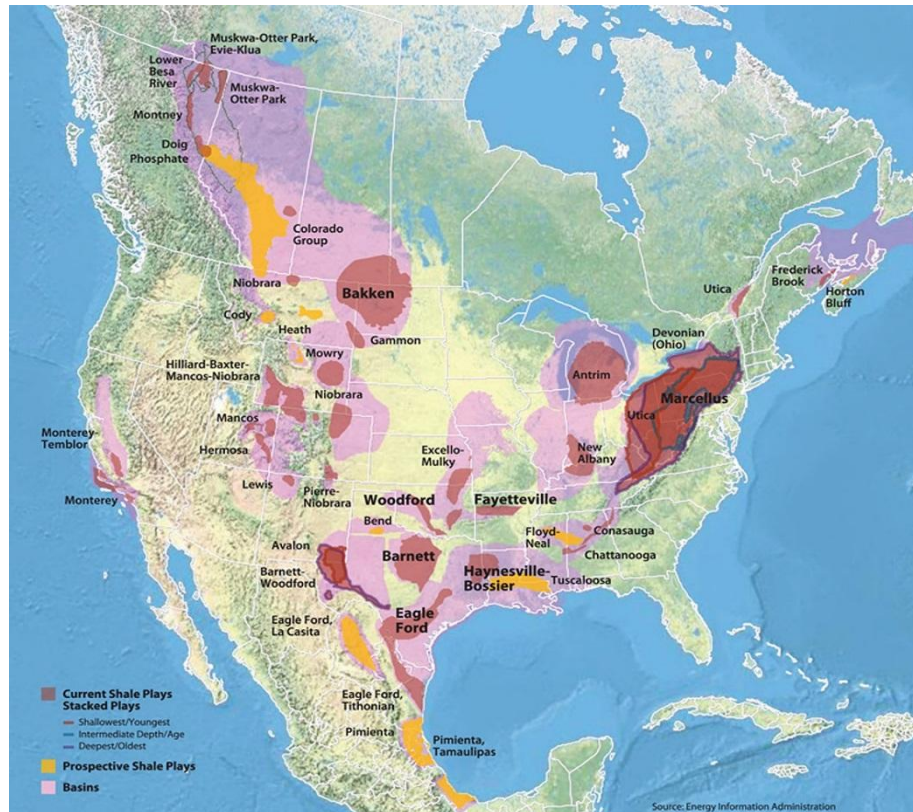 Muskwa-Otter Park,
Evie-Klua
Lower
Besa
River
Muskwa-
Otter Park
Montney
Doig
Phosphate
Colorado
Group
Niobrara
Bakken
Cody
Heath
Gammon
Mowry
Hilliard-Baxter-
Mancos-Niobrara
Niobrara
Mancos
Hermosa
Monterey-
Temblor
Monterey
Lewis
Pierre-
Niobrara
Excello-
Mulky
Woodford
Fayetteville
Bend
Avalon
Barnett
Barnett-
Woodford
Haynesville-
Bossier
Floyd-
Neal
Conasauga
Chattanooga
Tuscaloosa
Antrim
New
Albany
Devonian
(Ohio)
Marcellus
Utica
Utica
Frederick
Brook
Horton
Bluff
Eagle
Ford
Eagle Ford,
La Casita
Eagle Ford,
Tithonian
Pimienta
Pimienta,
Tamaulipas
Current Shale Plays
Stacked Plays
Shallowest/Youngest
Intermediate Depth/Age
Deepest/Oldest
Prospective Shale Plays
Basins
Source: Energy Information Administration